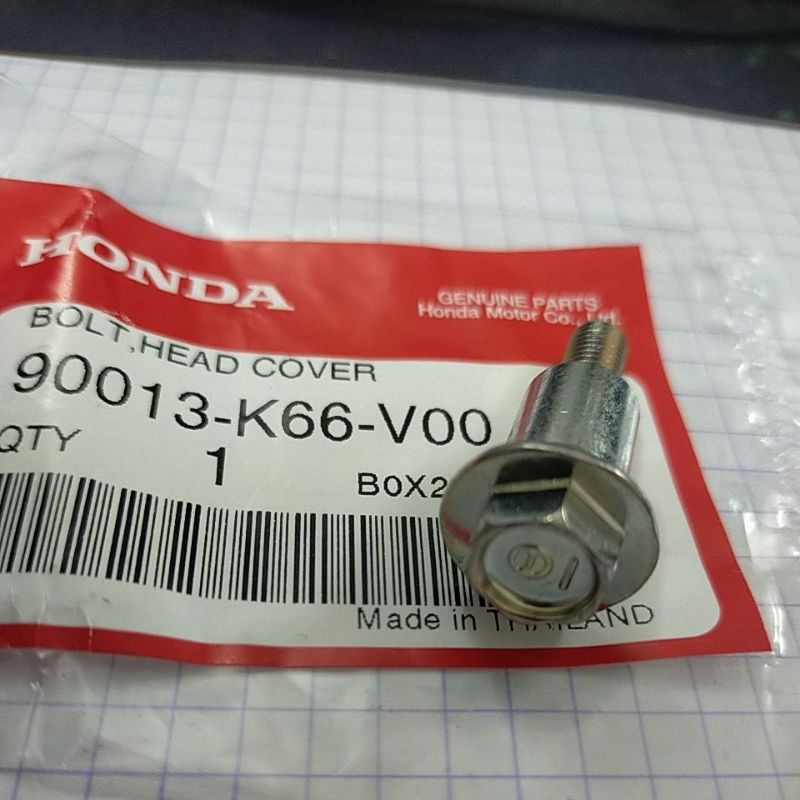 HONDA
GENUINE PARTS
Honda Motor Co., Ltd.
BOLT,HEAD COVER
90013-K66-V00
QTY 1
B0X2
Made in THAILAND